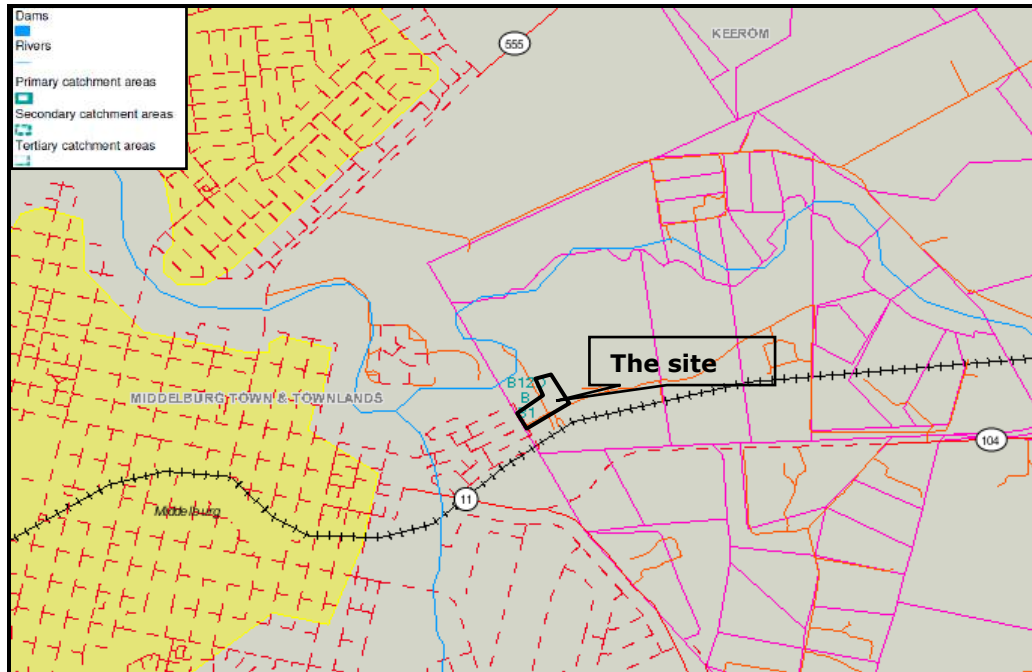 Dams
Rivers
Primary catchment areas
Secondary catchment areas
Tertiary catchment areas
555
KEEROM
The site
B
MIDDELBURG TOWN & TOWNLANDS
104
11
Middelburg